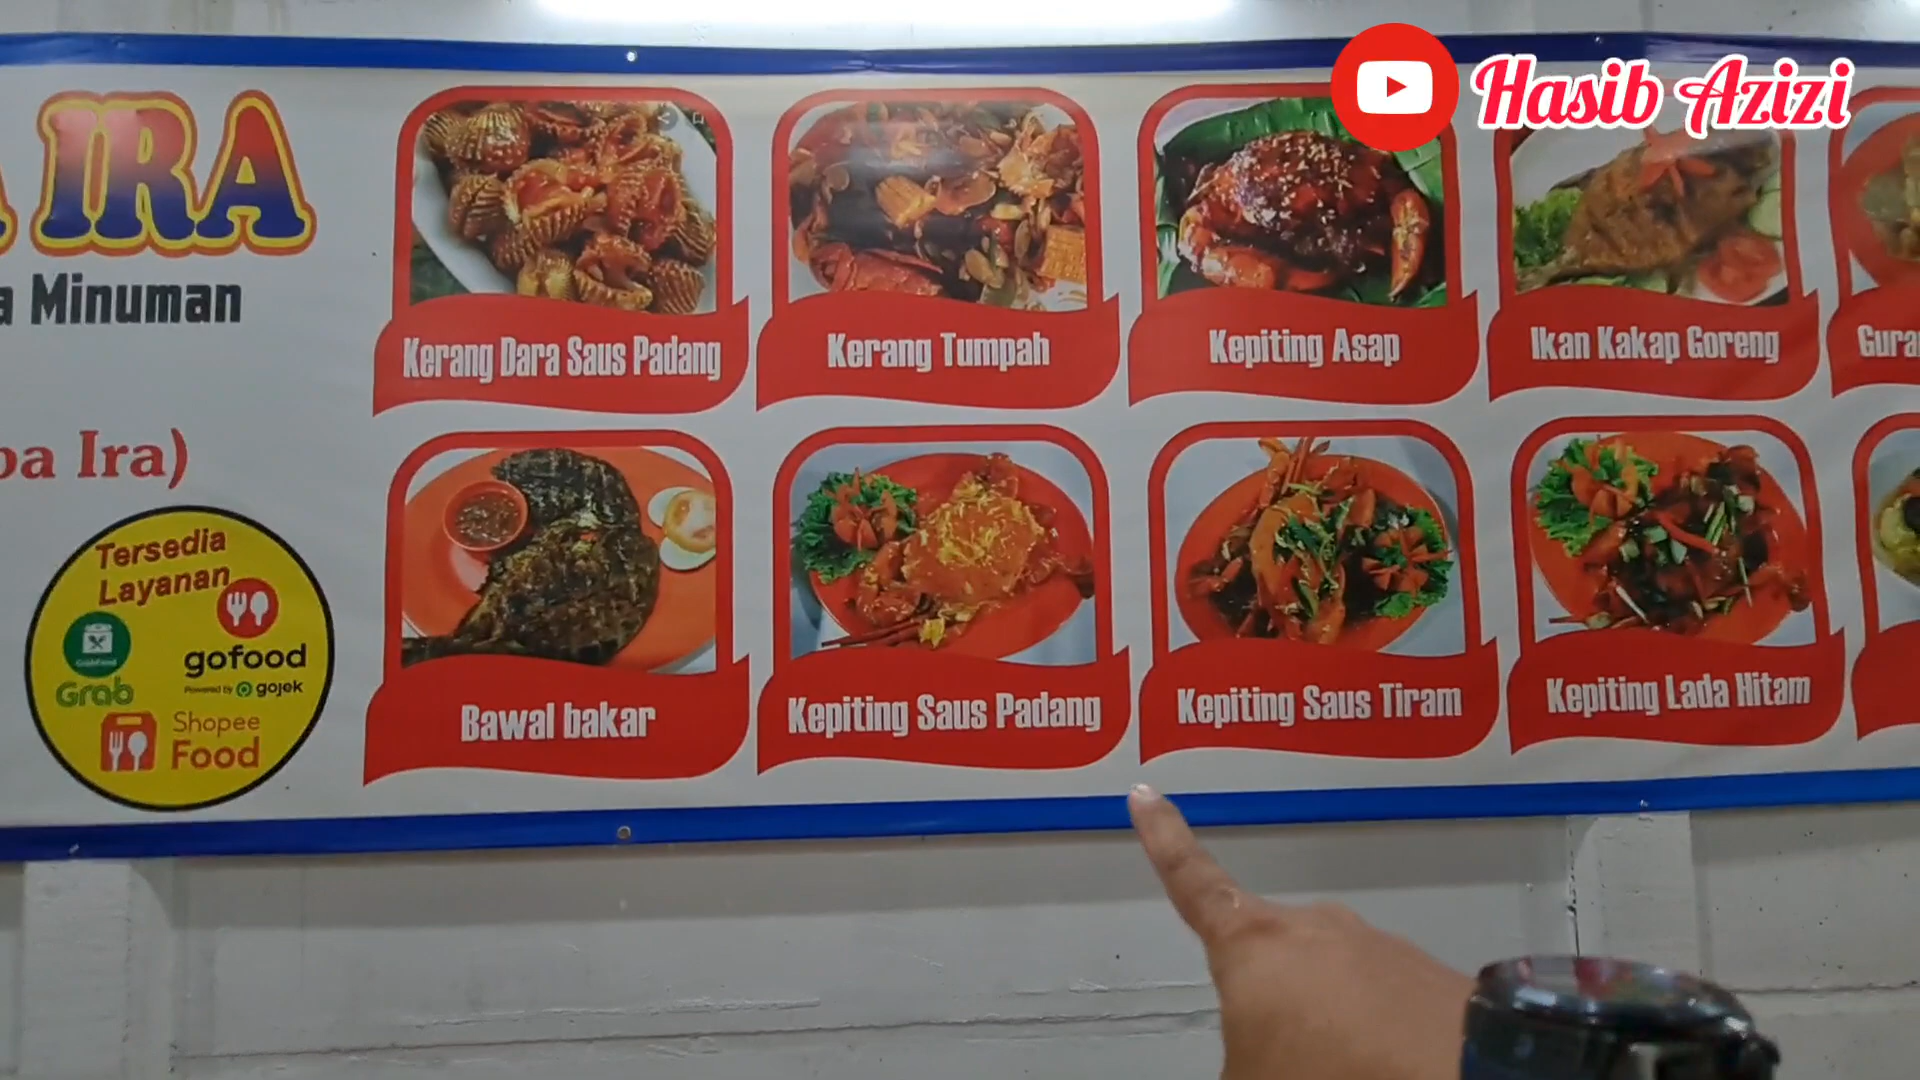 Hasib Azizi
IRA
Minuman
Ira)
Tersedia
Layanan
GrabFood
Grab
gofood
Powered by gojek
Shopee
Food
Kerang Dara Saus Padang
Kerang Tumpah
Kepiting Asap
Ikan Kakap Goreng
Bawal bakar
Kepiting Saus Padang
Kepiting Saus Tiram
Kepiting Lada Hitam